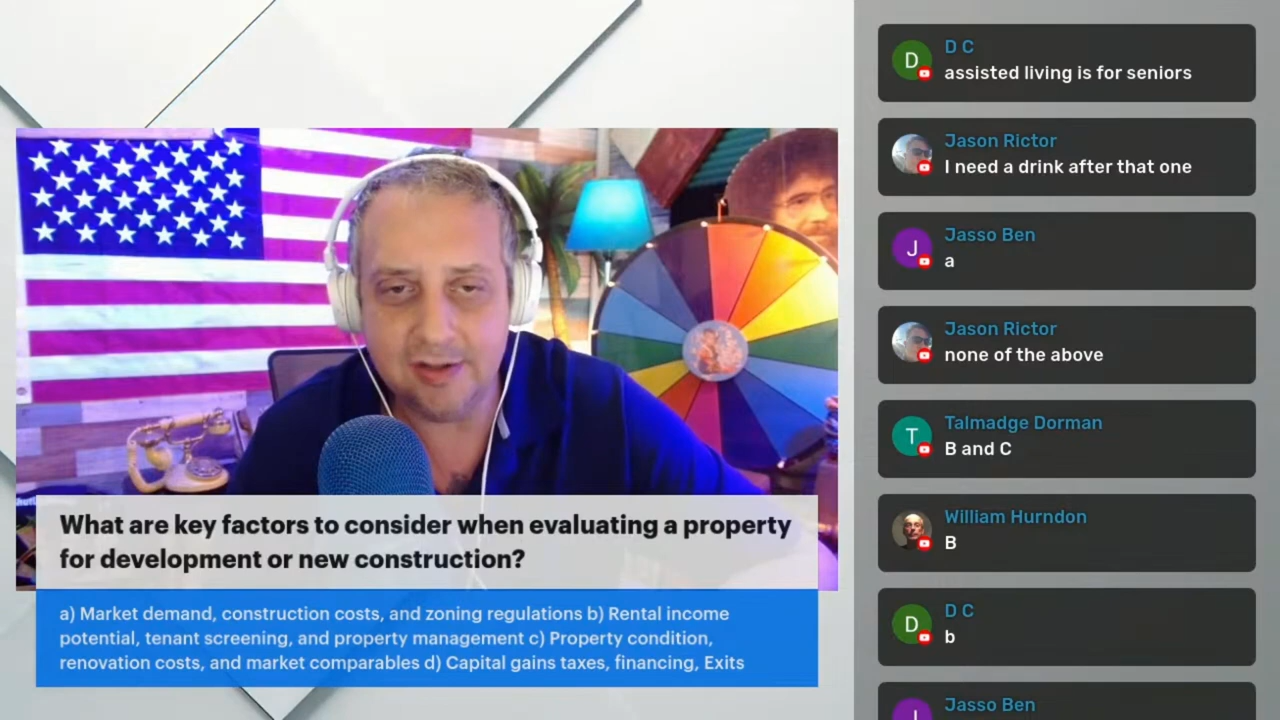 What are key factors to consider when evaluating a property
for development or new construction?
a) Market demand, construction costs, and zoning regulations b) Rental income
potential, tenant screening, and property management c) Property condition,
renovation costs, and market comparables d) Capital gains taxes, financing, Exits
D
D C
assisted living is for seniors
Jason Rictor
I need a drink after that one
J
Jasso Ben
a
Jason Rictor
none of the above
T
Talmadge Dorman
B and C
William Hurndon
B
D
D C
b
Jasso Ben